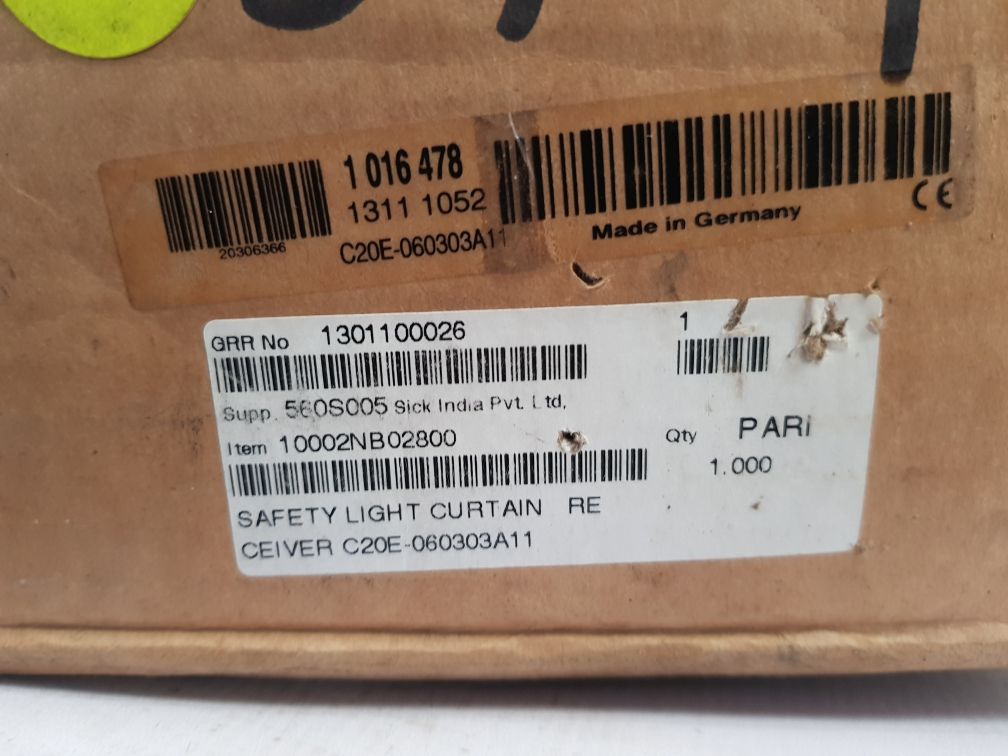 1 016 478
1311 1052
20306366
C20E-060303A11
Made in Germany
CE
GRR No 1301100026
1
Supp. 560S005 Sick India Pvt. Ltd,
Item 10002NB02800
Qty PARI
1.000
SAFETY LIGHT CURTAIN RE
CEIVER C20E-060303A11